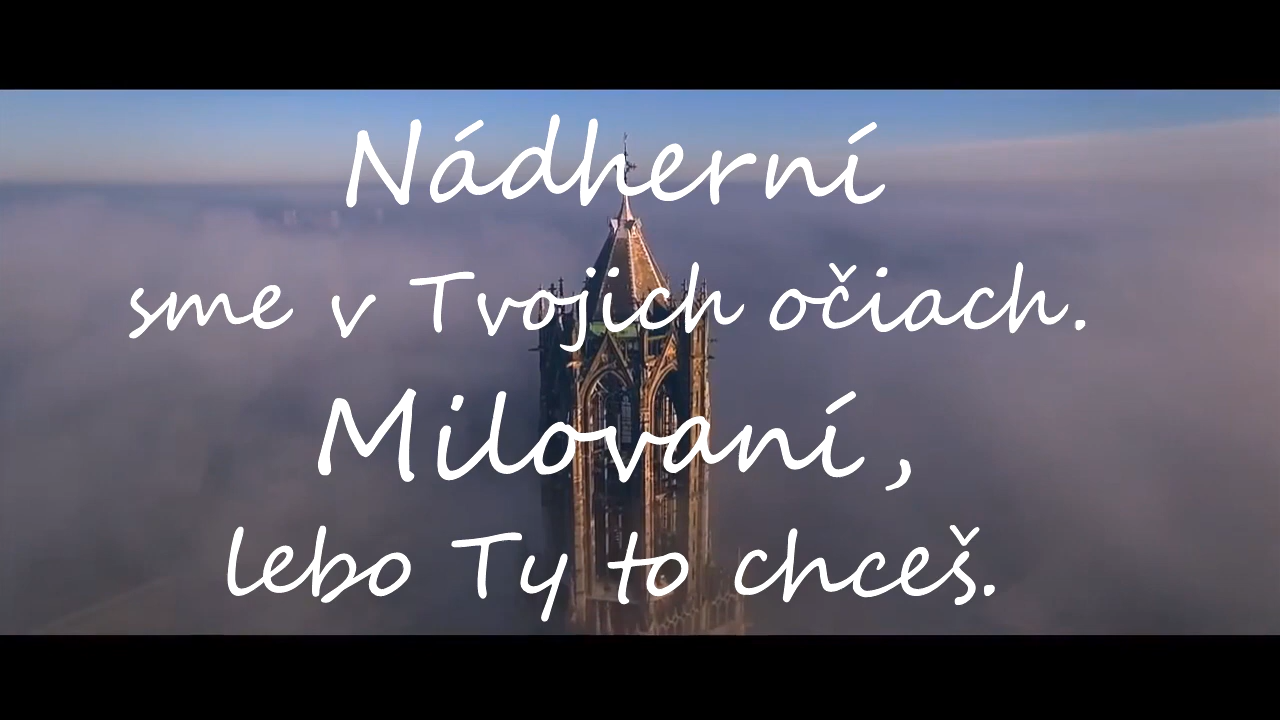 Nádherní
sme v Tvojich očiach.
Milovaní,
lebo Ty to chceš.